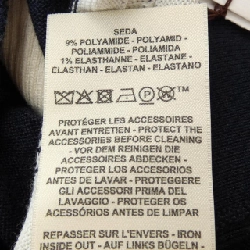 SEDA
9% POLYAMIDE - POLYAMID -
POLIAMMIDE - POLIAMIDA
1% ELASTHANNE - ELASTANE -
ELASTHAN - ELASTAN - ELASTANO
TM
PROTÉGER LES ACCESSOIRES
AVANT ENTRETIEN - PROTECT THE
ACCESSORIES BEFORE CLEANING
- VOR DEM REINIGEN DIE
ACCESSOIRES ABDECKEN -
PROTEGER LOS ACCESORIOS
ANTES DE LAVAR - PROTEGGERE
GLI ACCESSORI PRIMA DEL
LAVAGGIO - PROTEGER OS
ACESSÓRIOS ANTES DE LIMPAR
REPASSER SUR L'ENVERS - IRON
INSIDE OUT - AUF LINKS BÜGELN -